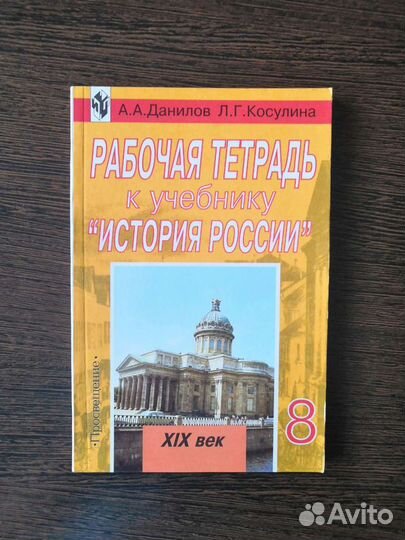 А.А.Данилов Л.Г.Косулина
РАБОЧАЯ ТЕТРАДЬ
к учебнику
"ИСТОРИЯ РОССИИ"
•Просвещение•
XIX век
8
Avito